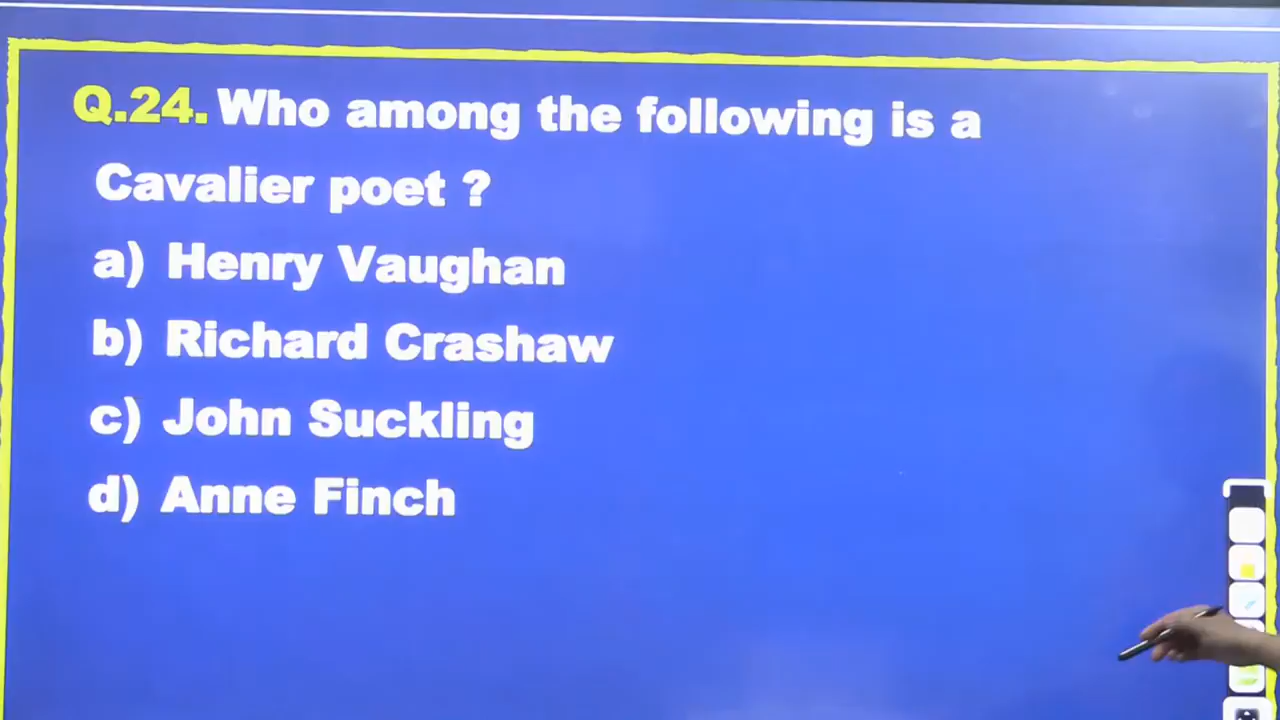 Q.24. Who among the following is a
Cavalier poet ?
a) Henry Vaughan
b) Richard Crashaw
c) John Suckling
d) Anne Finch